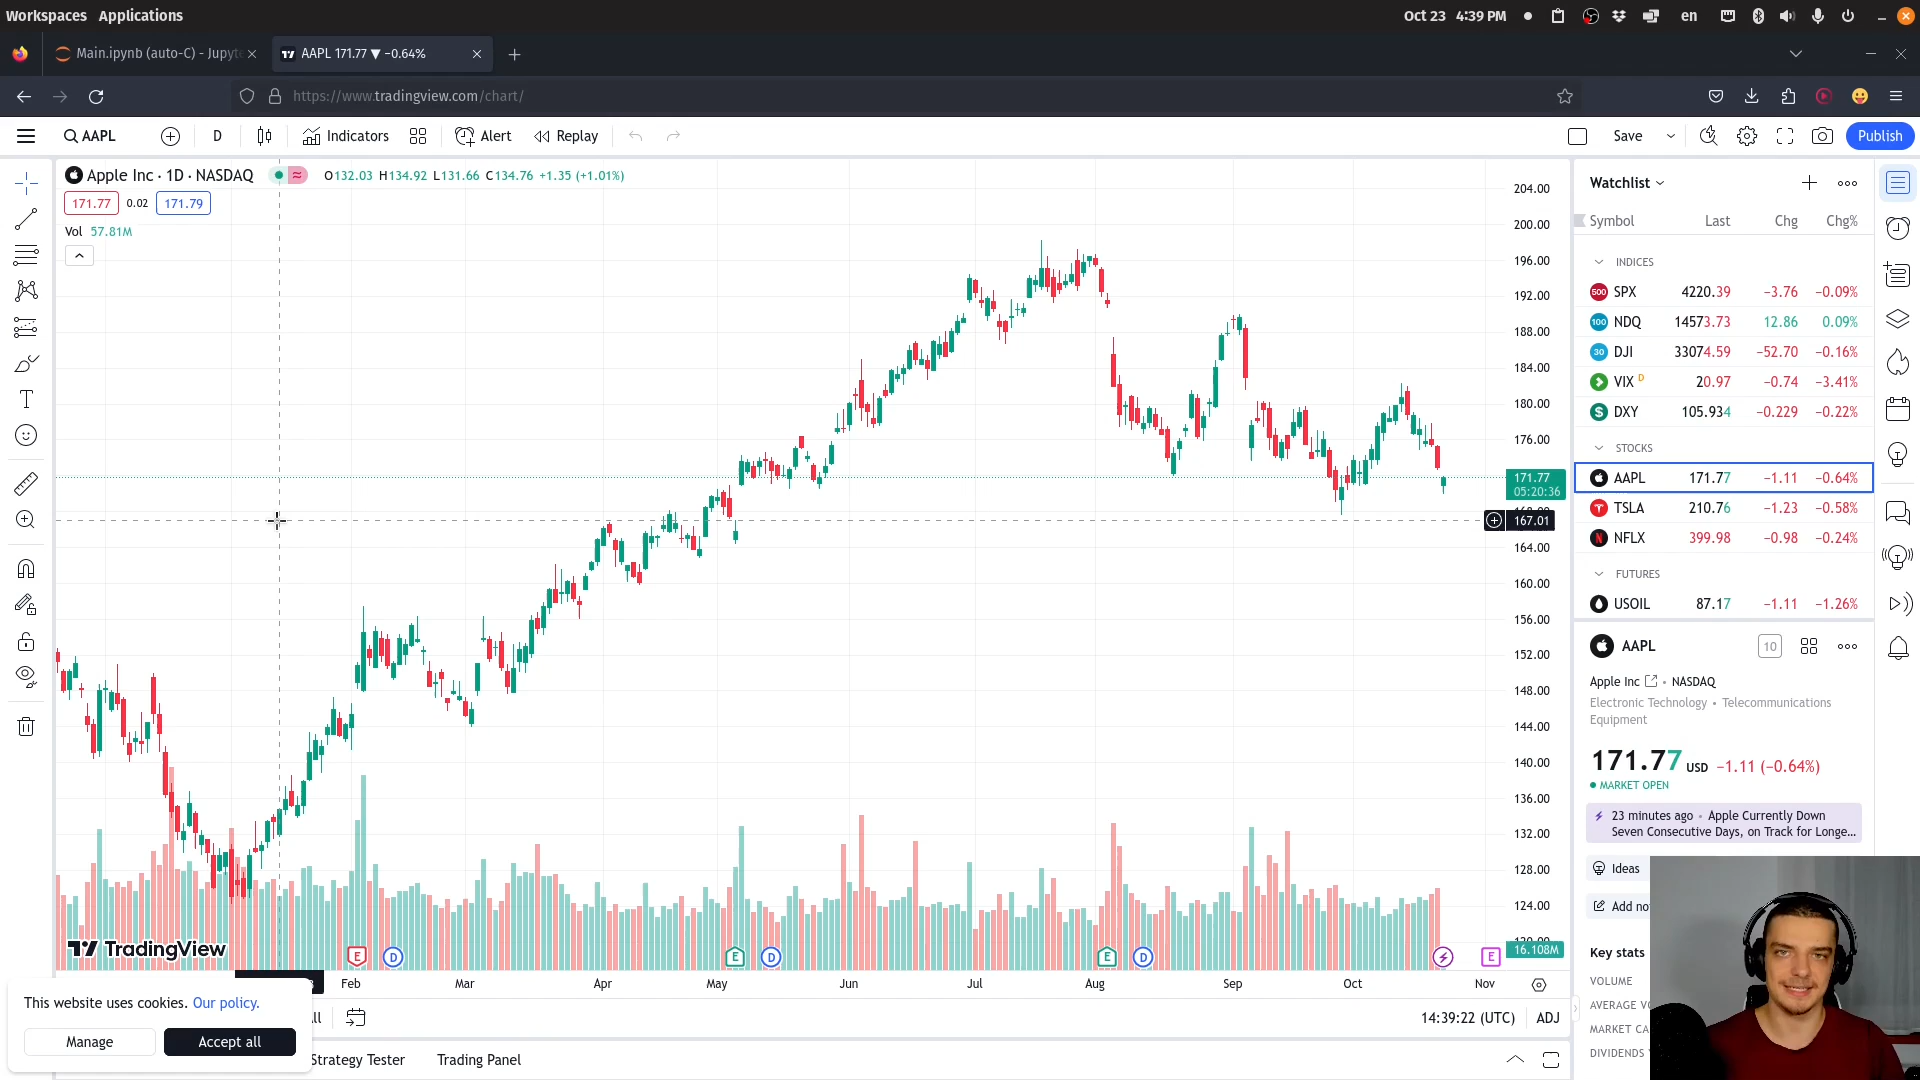 Workspaces Applications
Oct 23 4:39 PM
en
Main.ipynb (auto-C) - Jupyte
AAPL 171.77 ▼ −0.64%
https://www.tradingview.com/chart/
AAPL
D
Indicators
Alert
Replay
Save
Publish
Apple Inc · 1D · NASDAQ
O132.03 H134.92 L131.66 C134.76 +1.35 (+1.01%)
171.77 0.02 171.79
Vol 57.81M
204.00
200.00
196.00
192.00
188.00
184.00
180.00
176.00
171.77
05:20:36
167.01
164.00
160.00
156.00
152.00
148.00
144.00
140.00
136.00
132.00
128.00
124.00
16.108M
TradingView
E D E D E D E
Feb Mar Apr May Jun Jul Aug Sep Oct Nov
14:39:22 (UTC) ADJ
Strategy Tester Trading Panel
This website uses cookies. Our policy.
Manage
Accept all
Watchlist
Symbol Last Chg Chg%
INDICES
500 SPX 4220.39 −3.76 −0.09%
100 NDQ 14573.73 12.86 0.09%
30 DJI 33074.59 −52.70 −0.16%
VIX D 20.97 −0.74 −3.41%
$ DXY 105.934 −0.229 −0.22%
STOCKS
AAPL 171.77 −1.11 −0.64%
TSLA 210.76 −1.23 −0.58%
N NFLX 399.98 −0.98 −0.24%
FUTURES
USOIL 87.17 −1.11 −1.26%
AAPL
10
Apple Inc • NASDAQ
Electronic Technology • Telecommunications
Equipment
171.77 USD −1.11 (−0.64%)
MARKET OPEN
23 minutes ago • Apple Currently Down
Seven Consecutive Days, on Track for Longe...
Ideas
Add no
Key stats
VOLUME
AVERAGE VO
MARKET CA
DIVIDENDS